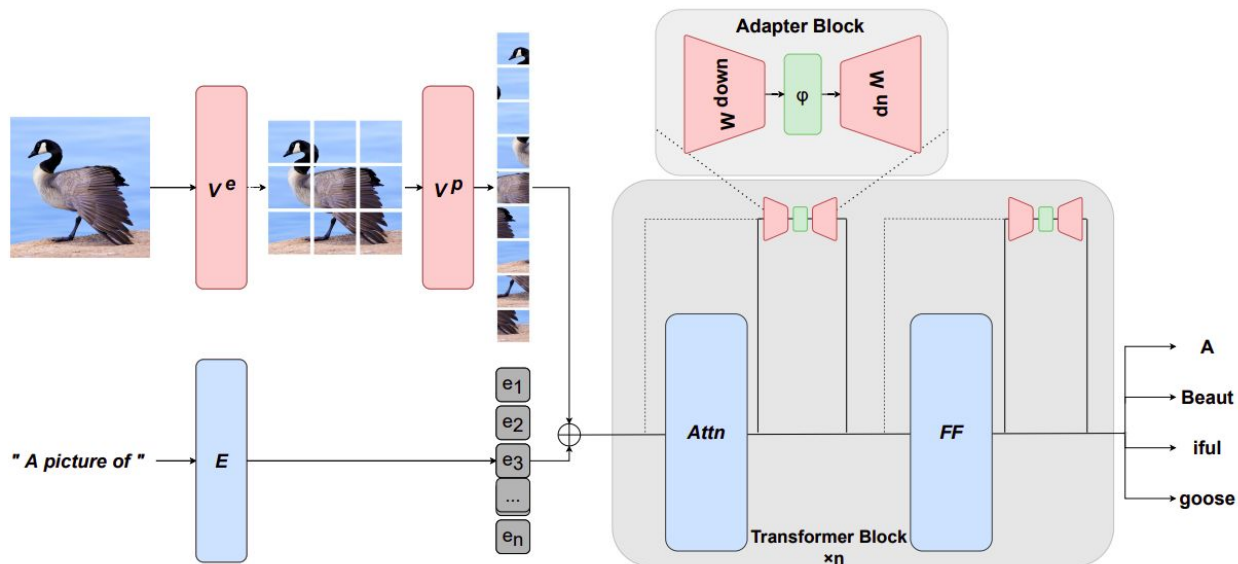 Adapter Block
W down
φ
W up
V e
V p
e1
e2
" A picture of "
E
e3
...
en
Attn
FF
A
Beaut
iful
goose
Transformer Block
×n